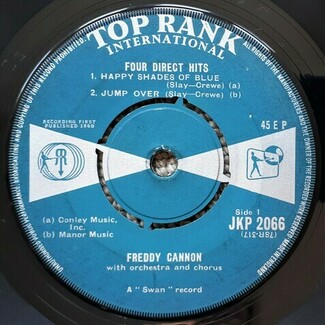 TOP RANK
INTERNATIONAL
FOUR DIRECT HITS
1. HAPPY SHADES OF BLUE
(Slay—Crewe) (a)
2. JUMP OVER (Slay—Crewe) (b)
RECORDING FIRST
PUBLISHED 1960
45 E P
(a) Conley Music,
Inc.
(b) Manor Music
Side 1
JKP 2066
(7SR-317)
FREDDY CANNON
with orchestra and chorus
A "Swan" record